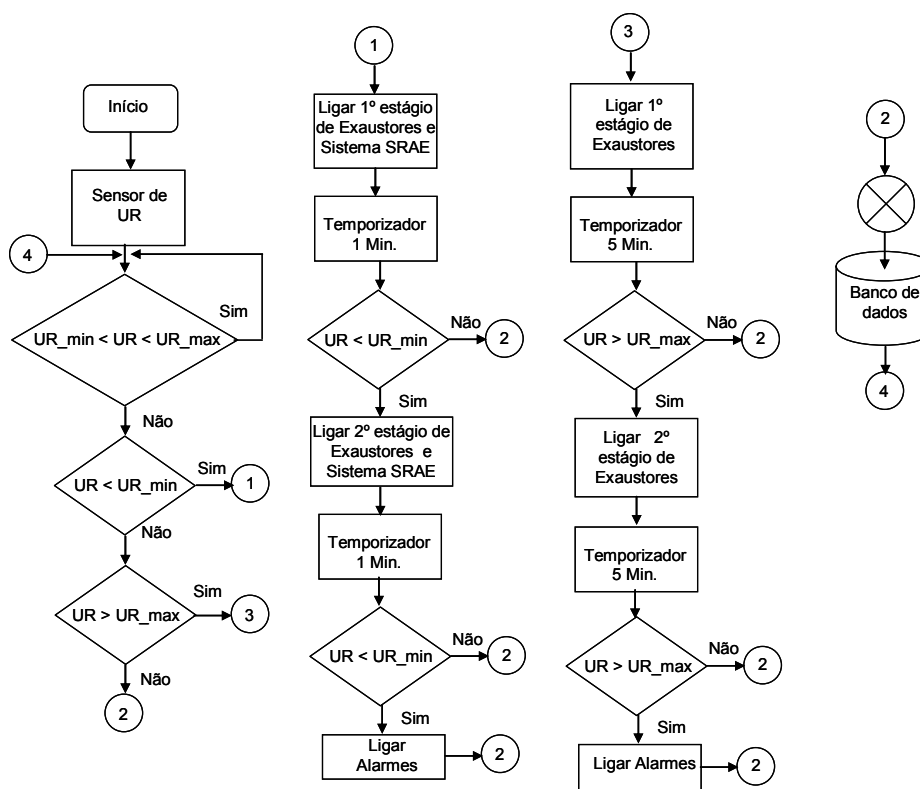 Início
Sensor de
UR
4
UR_min < UR < UR_max
Sim
Não
UR < UR_min
Sim
1
Não
UR > UR_max
Sim
3
Não
2
1
Ligar 1º estágio
de Exaustores e
Sistema SRAE
Temporizador
1 Min.
UR < UR_min
Não
2
Sim
Ligar 2º estágio de
Exaustores e
Sistema SRAE
Temporizador
1 Min.
UR < UR_min
Não
2
Sim
Ligar
Alarmes
2
3
Ligar 1º
estágio de
Exaustores
Temporizador
5 Min.
UR > UR_max
Não
2
Sim
Ligar 2º
estágio de
Exaustores
Temporizador
5 Min.
UR > UR_max
Não
2
Sim
Ligar Alarmes
2
2
Banco de
dados
4